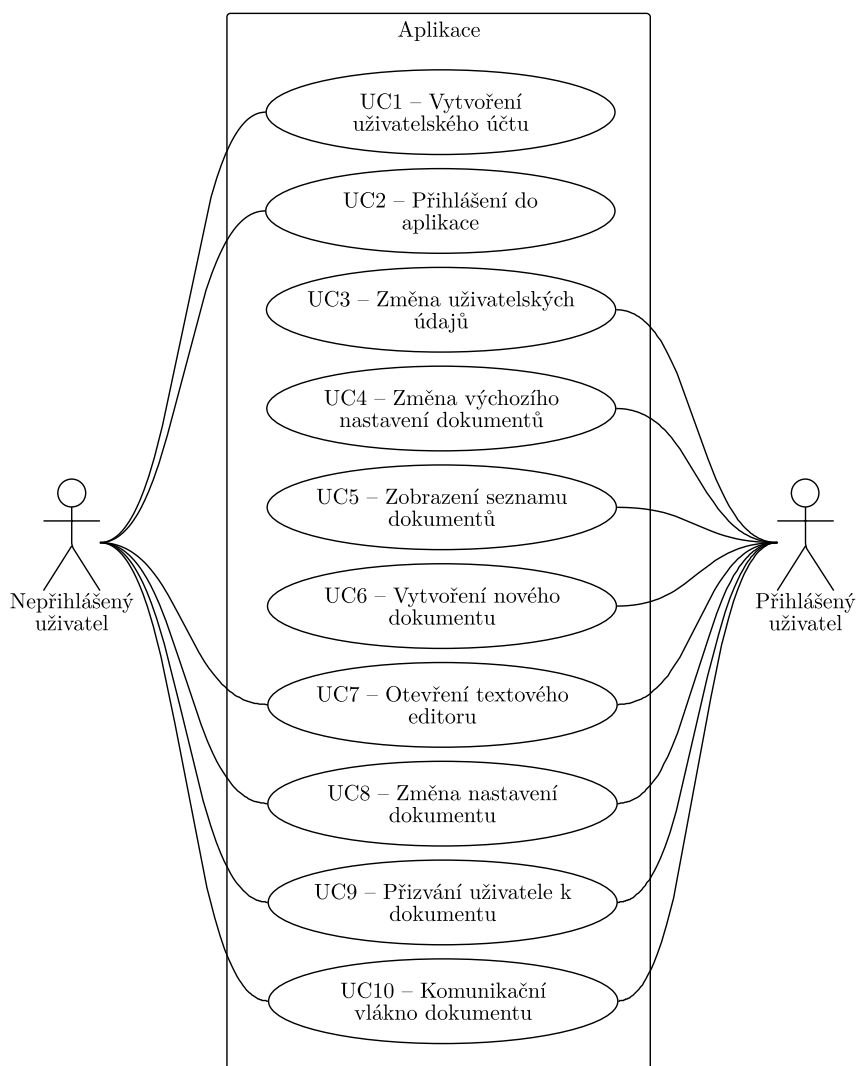 Aplikace
UC1 – Vytvoření
uživatelského účtu
UC2 – Přihlášení do
aplikace
UC3 – Změna uživatelských
údajů
UC4 – Změna výchozího
nastavení dokumentů
UC5 – Zobrazení seznamu
dokumentů
UC6 – Vytvoření nového
dokumentu
Nepřihlášený
uživatel
Přihlášený
uživatel
UC7 – Otevření textového
editoru
UC8 – Změna nastavení
dokumentu
UC9 – Přizvání uživatele k
dokumentu
UC10 – Komunikační
vlákno dokumentu